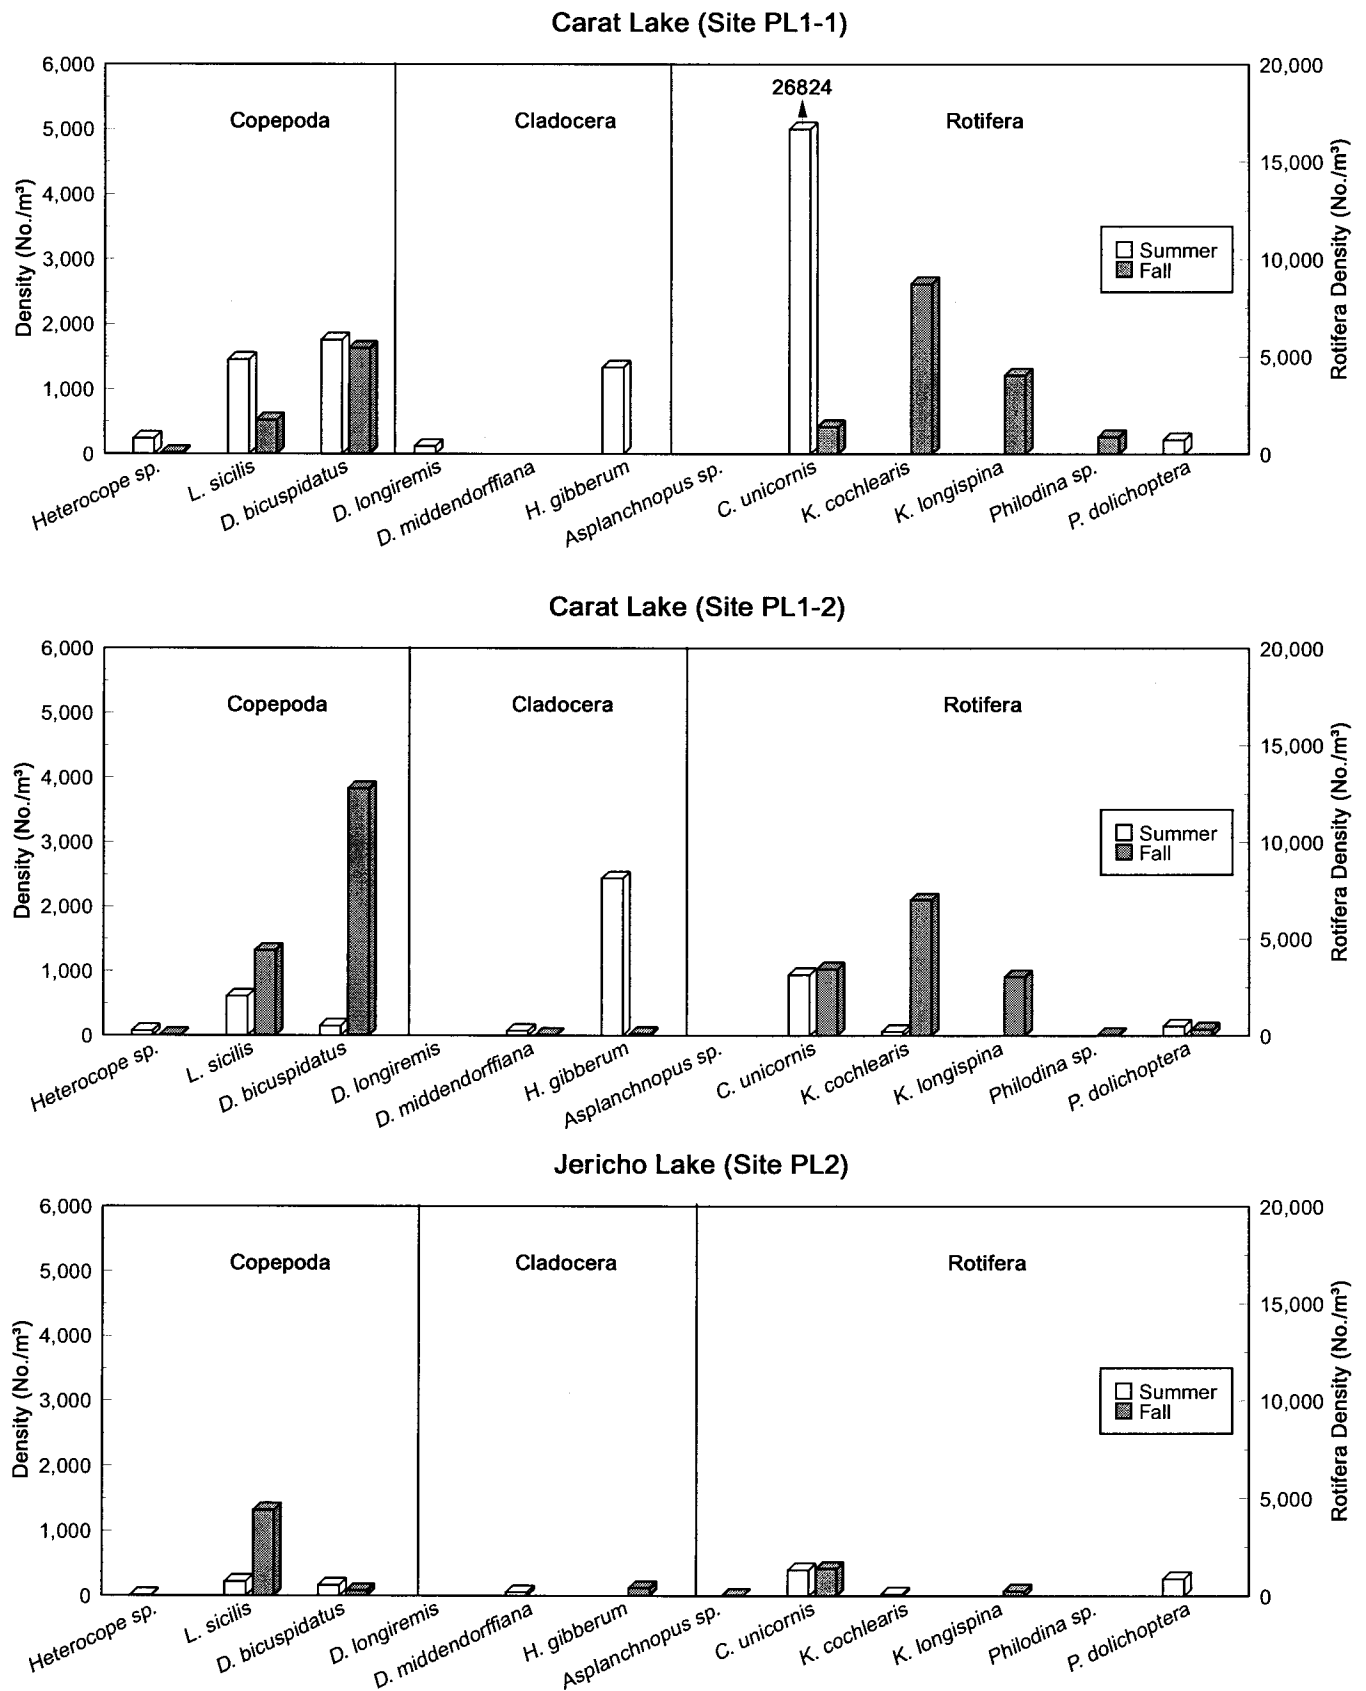 Carat Lake (Site PL1-1)
6,000
5,000
4,000
3,000
2,000
1,000
0
Density (No./m³)
Copepoda
Cladocera
Rotifera
26824
Summer
Fall
20,000
15,000
10,000
5,000
0
Rotifera Density (No./m³)
Heterocope sp.
L. sicilis
D. bicuspidatus
D. longiremis
D. middendorffiana
H. gibberum
Asplanchnopus sp.
C. unicornis
K. cochlearis
K. longispina
Philodina sp.
P. dolichoptera
Carat Lake (Site PL1-2)
6,000
5,000
4,000
3,000
2,000
1,000
0
Density (No./m³)
Copepoda
Cladocera
Rotifera
Summer
Fall
20,000
15,000
10,000
5,000
0
Rotifera Density (No./m³)
Heterocope sp.
L. sicilis
D. bicuspidatus
D. longiremis
D. middendorffiana
H. gibberum
Asplanchnopus sp.
C. unicornis
K. cochlearis
K. longispina
Philodina sp.
P. dolichoptera
Jericho Lake (Site PL2)
6,000
5,000
4,000
3,000
2,000
1,000
0
Density (No./m³)
Copepoda
Cladocera
Rotifera
Summer
Fall
20,000
15,000
10,000
5,000
0
Rotifera Density (No./m³)
Heterocope sp.
L. sicilis
D. bicuspidatus
D. longiremis
D. middendorffiana
H. gibberum
Asplanchnopus sp.
C. unicornis
K. cochlearis
K. longispina
Philodina sp.
P. dolichoptera